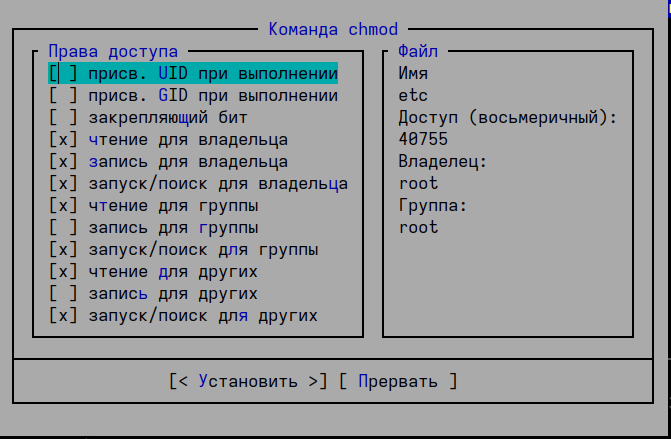 Команда chmod
Права доступа
[ ] присв. UID при выполнении
[ ] присв. GID при выполнении
[ ] закрепляющий бит
[x] чтение для владельца
[x] запись для владельца
[x] запуск/поиск для владельца
[x] чтение для группы
[ ] запись для группы
[x] запуск/поиск для группы
[x] чтение для других
[ ] запись для других
[x] запуск/поиск для других
Файл
Имя
etc
Доступ (восьмеричный):
40755
Владелец:
root
Группа:
root
[< Установить >] [ Прервать ]